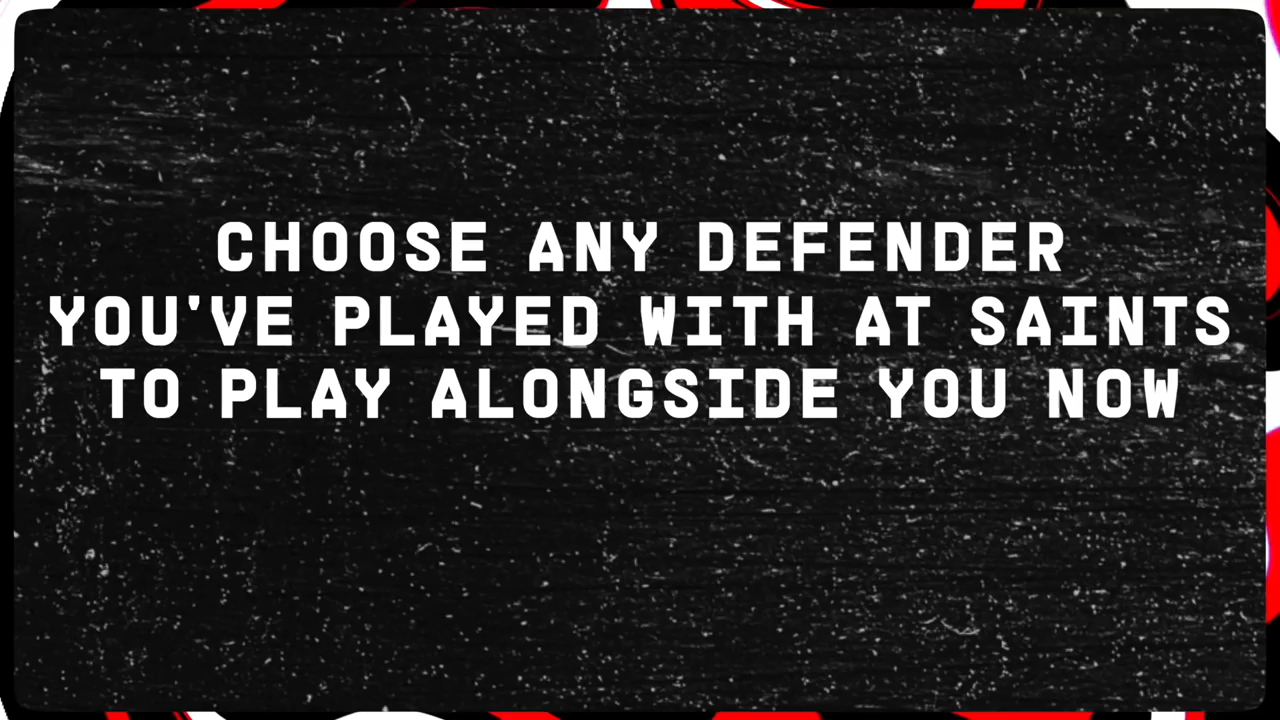 CHOOSE ANY DEFENDER
YOU'VE PLAYED WITH AT SAINTS
TO PLAY ALONGSIDE YOU NOW